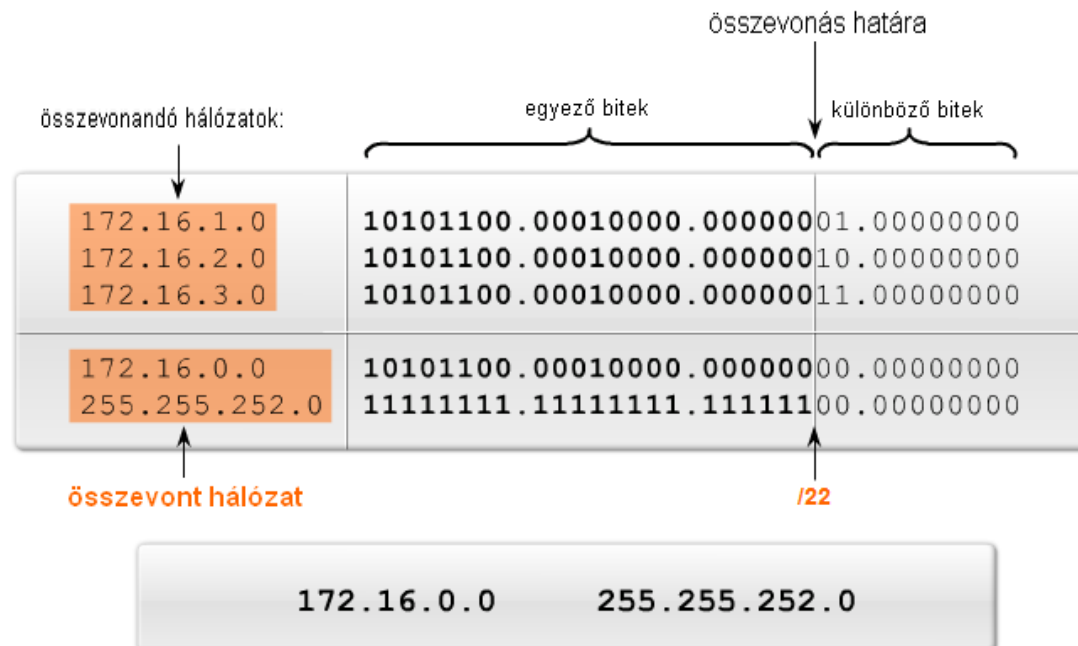 összevonás határa
összevonandó hálózatok:
egyező bitek
különböző bitek
172.16.1.0 10101100.00010000.00000001.00000000
172.16.2.0 10101100.00010000.00000010.00000000
172.16.3.0 10101100.00010000.00000011.00000000
172.16.0.0 10101100.00010000.00000000.00000000
255.255.252.0 11111111.11111111.11111100.00000000
összevont hálózat
/22
172.16.0.0 255.255.252.0